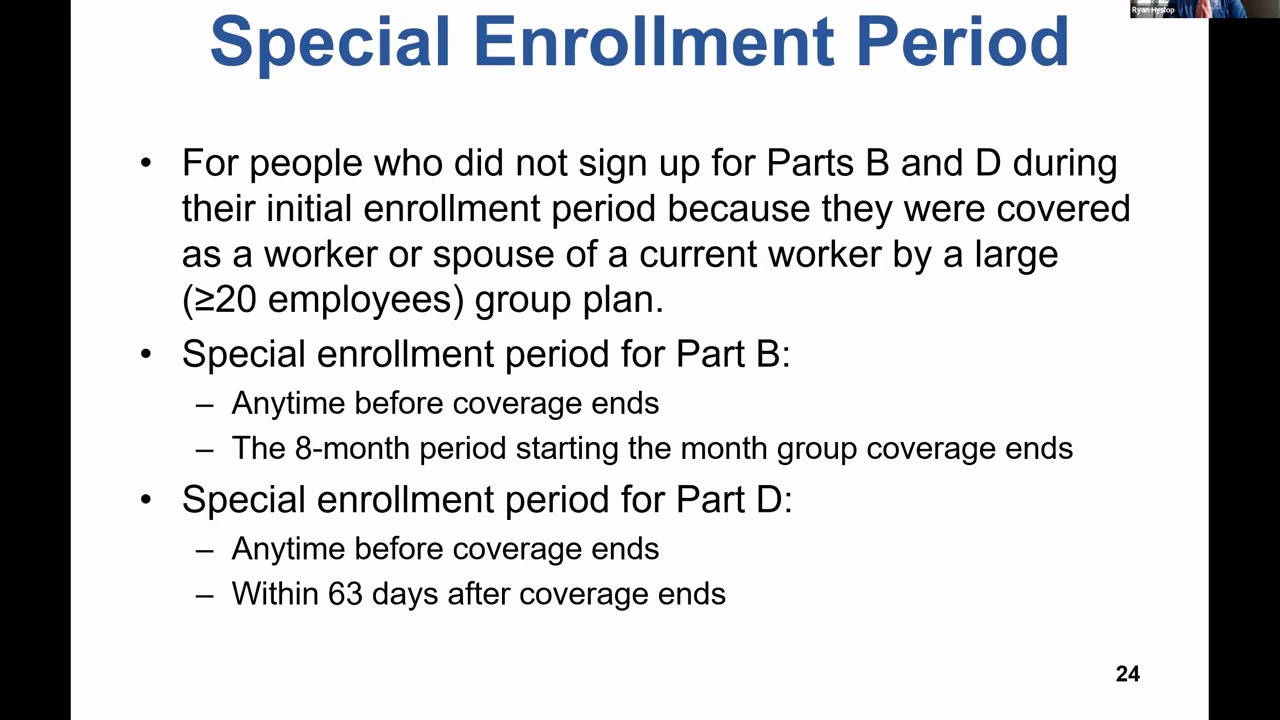 Ryan Hyslop
Special Enrollment Period
• For people who did not sign up for Parts B and D during
their initial enrollment period because they were covered
as a worker or spouse of a current worker by a large
(≥20 employees) group plan.
• Special enrollment period for Part B:
– Anytime before coverage ends
– The 8-month period starting the month group coverage ends
• Special enrollment period for Part D:
– Anytime before coverage ends
– Within 63 days after coverage ends
24